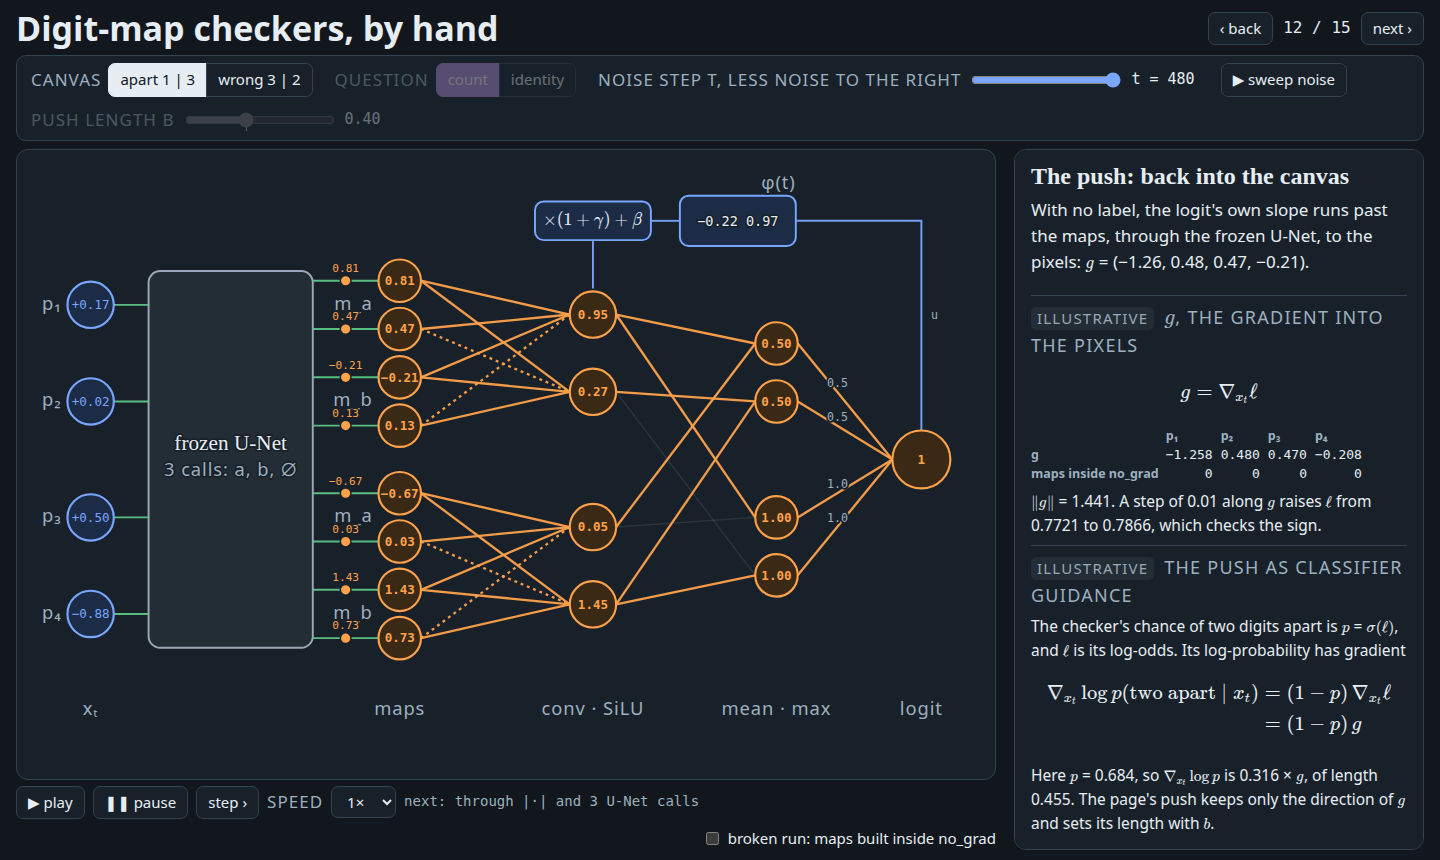 Digit-map checkers, by hand
‹ back 12 / 15 next ›
CANVAS apart 1 | 3 wrong 3 | 2 QUESTION count identity NOISE STEP T, LESS NOISE TO THE RIGHT t = 480 ▶ sweep noise
PUSH LENGTH B 0.40
φ(t)
×(1 + γ) + β −0.22 0.97
u
p₁ +0.17
p₂ +0.02
p₃ +0.50
p₄ −0.88
frozen U-Net
3 calls: a, b, ∅
0.81 0.81
m_a
0.47 0.47
−0.21 −0.21
m_b
0.13 0.13
−0.67 −0.67
m_a
0.03 0.03
1.43 1.43
m_b
0.73 0.73
0.95
0.27
0.05
1.45
0.50
0.50
1.00
1.00
0.5
0.5
1.0
1.0
1
xₜ maps conv · SiLU mean · max logit
▶ play ❚❚ pause step › SPEED 1× next: through |·| and 3 U-Net calls
broken run: maps built inside no_grad
The push: back into the canvas
With no label, the logit's own slope runs past
the maps, through the frozen U-Net, to the
pixels: g = (−1.26, 0.48, 0.47, −0.21).
ILLUSTRATIVE g, THE GRADIENT INTO
THE PIXELS
g = ∇ₓₜℓ
p₁ p₂ p₃ p₄
g −1.258 0.480 0.470 −0.208
maps inside no_grad 0 0 0 0
‖g‖ = 1.441. A step of 0.01 along g raises ℓ from
0.7721 to 0.7866, which checks the sign.
ILLUSTRATIVE THE PUSH AS CLASSIFIER
GUIDANCE
The checker's chance of two digits apart is p = σ(ℓ),
and ℓ is its log-odds. Its log-probability has gradient
∇ₓₜ log p(two apart | xₜ) = (1 − p) ∇ₓₜℓ
= (1 − p) g
Here p = 0.684, so ∇ₓₜ log p is 0.316 × g, of length
0.455. The page's push keeps only the direction of g
and sets its length with b.